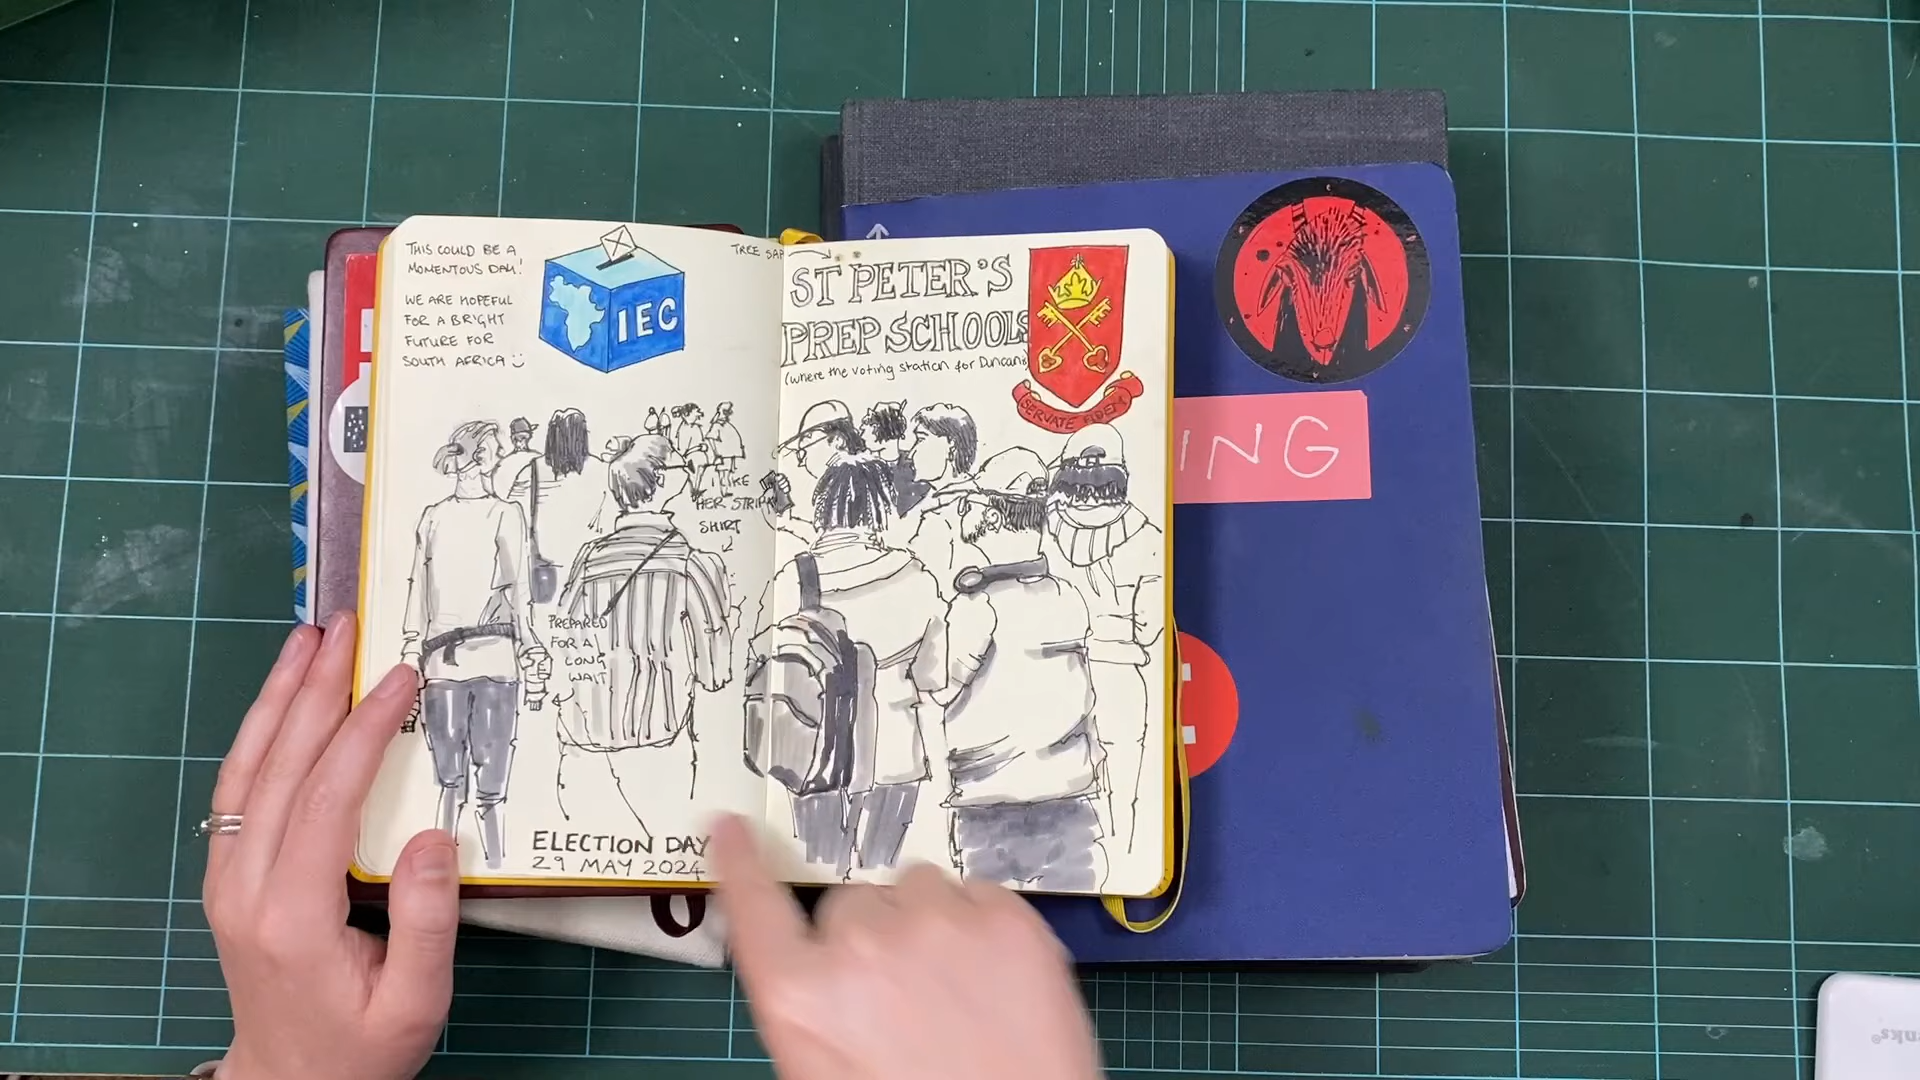 THIS COULD BE A
MOMENTOUS DAY!
WE ARE HOPEFUL
FOR A BRIGHT
FUTURE FOR
SOUTH AFRICA
IEC
TREE SAP
ST PETER'S
PREP SCHOOLS
(where the voting station for Duncan is
SERVATE FIDEM
I LIKE
HER STRIPY
SHIRT
PREPARED
FOR A
LONG
WAIT
ELECTION DAY
29 MAY 2024
ING